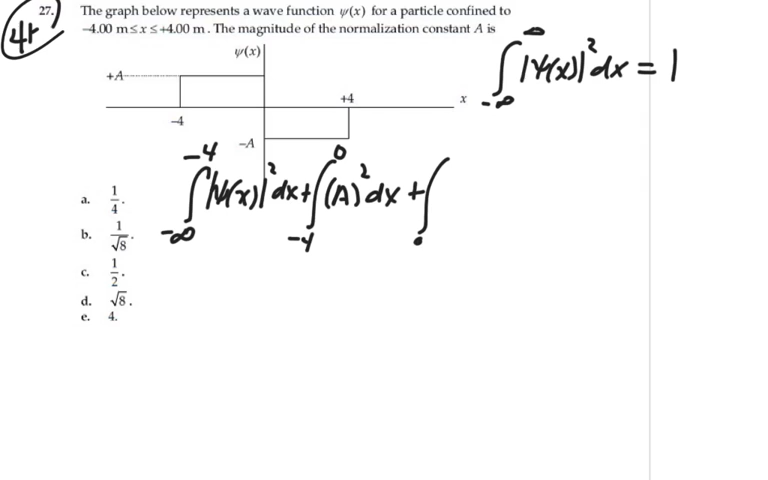 4r
27.) The graph below represents a wave function ψ(x) for a particle confined to
−4.00 m ≤ x ≤ +4.00 m. The magnitude of the normalization constant A is
ψ(x)
+A
-4
+4
x
-A
∫_{-∞}^{∞} |Ψ(x)|² dx = 1
∫_{-∞}^{-4} |Ψ(x)|² dx + ∫_{-4}^{0} (A)² dx + ∫
a. 1/4.
b. 1/√8.
c. 1/2.
d. √8.
e. 4.